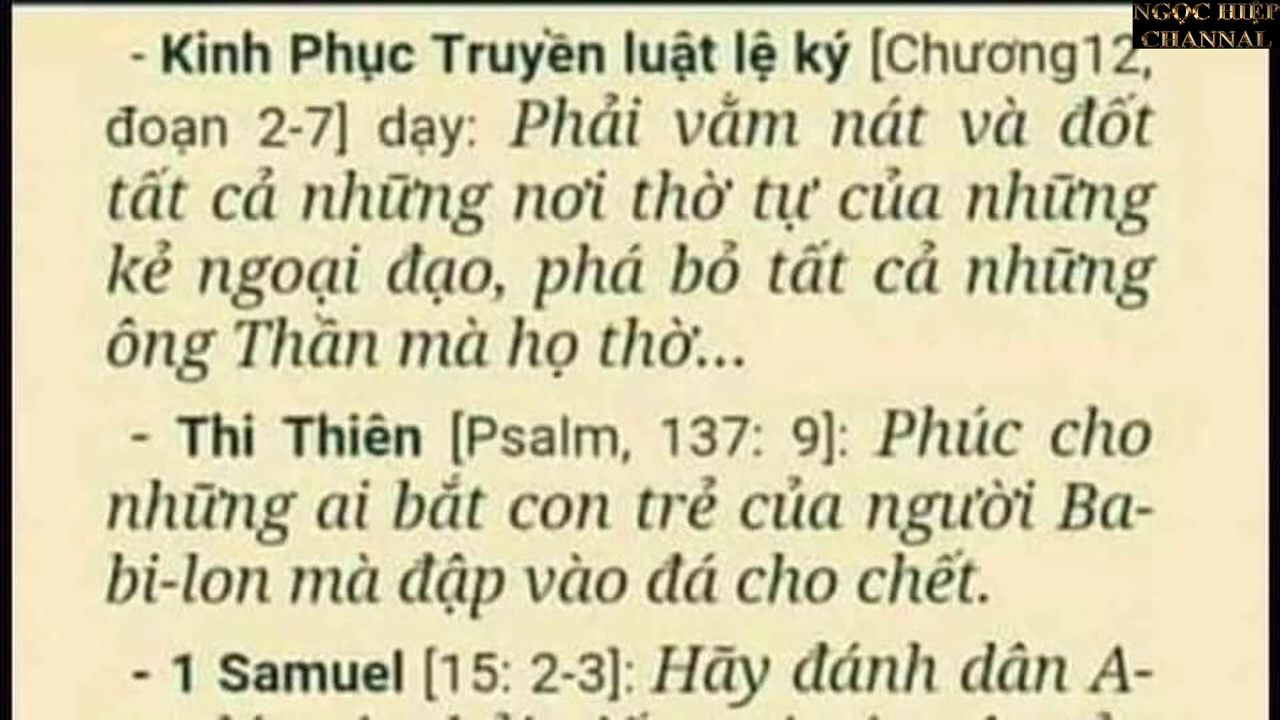 NGỌC HIỆP
CHANNAL
- Kinh Phục Truyền luật lệ ký [Chương12,
đoạn 2-7] dạy: Phải vằm nát và đốt
tất cả những nơi thờ tự của những
kẻ ngoại đạo, phá bỏ tất cả những
ông Thần mà họ thờ...
- Thi Thiên [Psalm, 137: 9]: Phúc cho
những ai bắt con trẻ của người Ba-
bi-lon mà đập vào đá cho chết.
- 1 Samuel [15: 2-3]: Hãy đánh dân A-